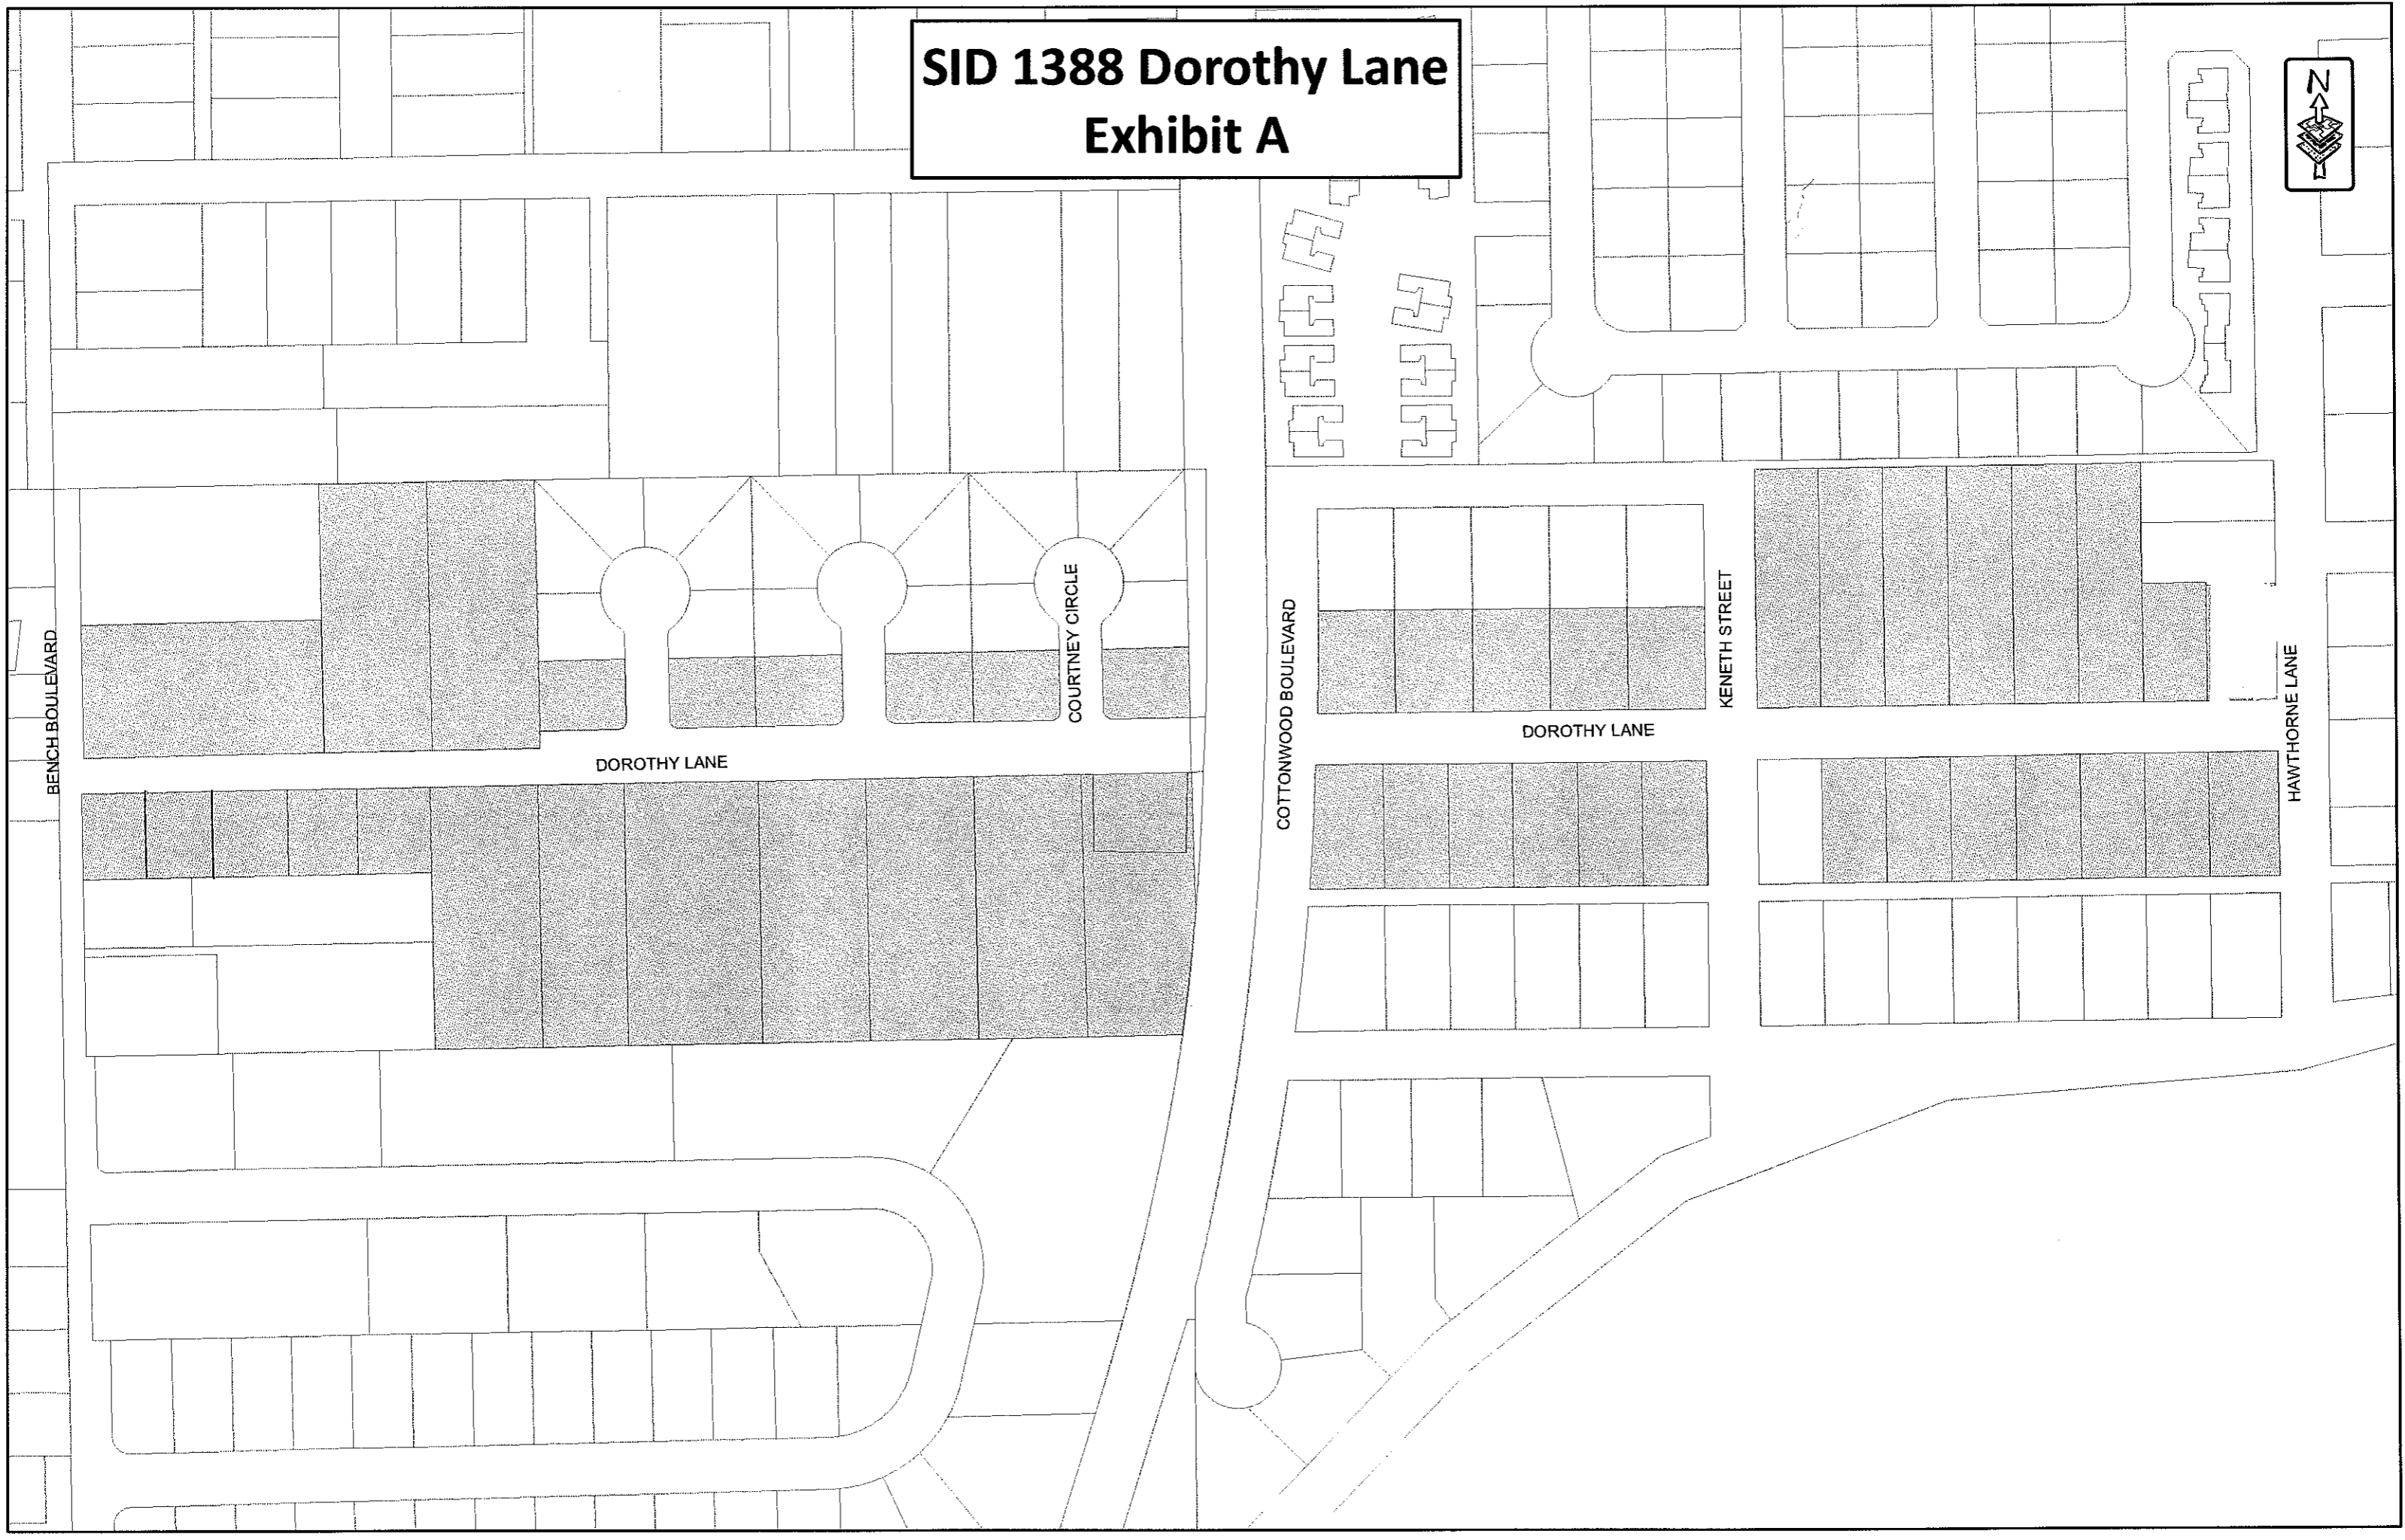 SID 1388 Dorothy Lane
Exhibit A
N
BENCH BOULEVARD
COURTNEY CIRCLE
COTTONWOOD BOULEVARD
KENETH STREET
HAWTHORNE LANE
DOROTHY LANE
DOROTHY LANE